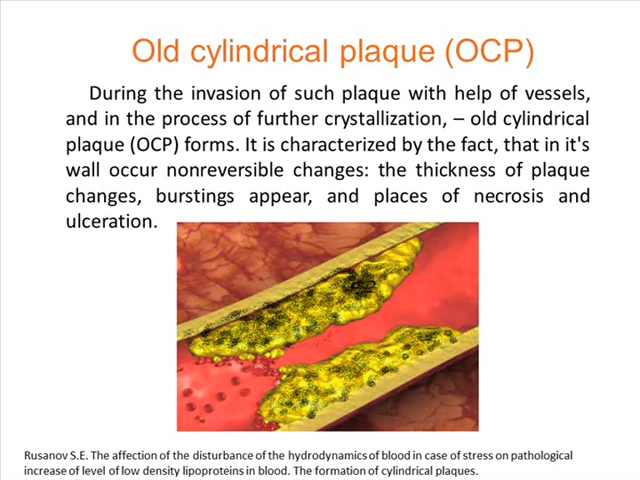 Old cylindrical plaque (OCP)
During the invasion of such plaque with help of vessels,
and in the process of further crystallization, – old cylindrical
plaque (OCP) forms. It is characterized by the fact, that in it's
wall occur nonreversible changes: the thickness of plaque
changes, burstings appear, and places of necrosis and
ulceration.
Rusanov S.E. The affection of the disturbance of the hydrodynamics of blood in case of stress on pathological
increase of level of low density lipoproteins in blood. The formation of cylindrical plaques.